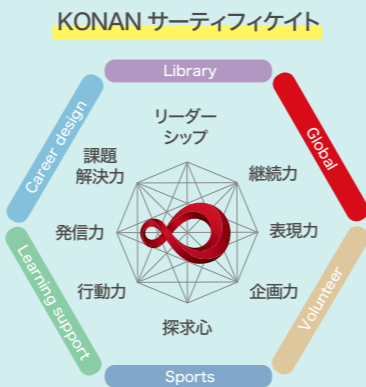 KONAN サーティフィケイト
Library
Career design
Global
リーダー
シップ
課題
解決力
継続力
発信力
表現力
行動力
企画力
探求心
Learning support
Volunteer
Sports